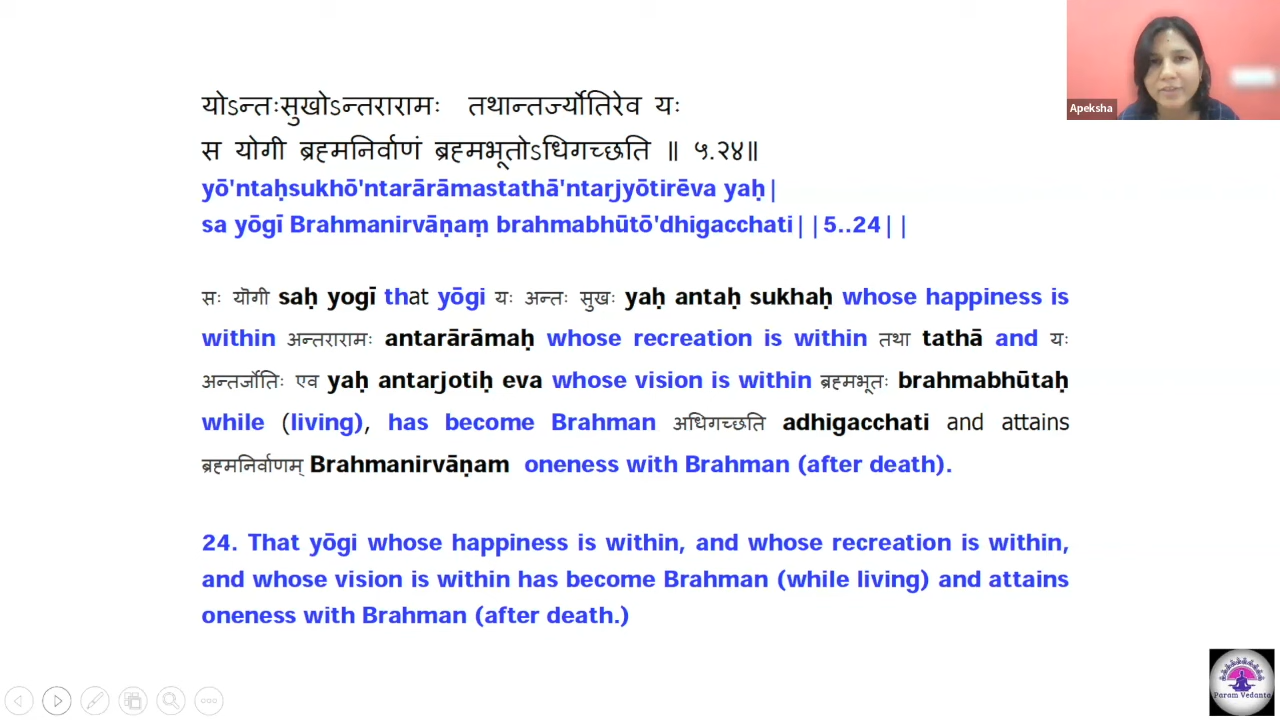 योऽन्तःसुखोऽन्तरारामः तथान्तर्ज्योतिरेव यः
स योगी ब्रह्मनिर्वाणं ब्रह्मभूतोऽधिगच्छति ॥ ५.२४॥
yō'ntaḥsukhō'ntarārāmastathā'ntarjyōtirēva yaḥ|
sa yōgī Brahmanirvāṇaṃ brahmabhūtō'dhigacchati||5..24||
सः यॊगी saḥ yogī that yōgi यः अन्तः सुखः yaḥ antaḥ sukhaḥ whose happiness is
within अन्तरारामः antarārāmaḥ whose recreation is within तथा tathā and यः
अन्तर्जोतिः एव yaḥ antarjotiḥ eva whose vision is within ब्रह्मभूतः brahmabhūtaḥ
while (living), has become Brahman अधिगच्छति adhigacchati and attains
ब्रह्मनिर्वाणम् Brahmanirvāṇam oneness with Brahman (after death).
24. That yōgi whose happiness is within, and whose recreation is within,
and whose vision is within has become Brahman (while living) and attains
oneness with Brahman (after death.)
Apeksha
Param Vedanta